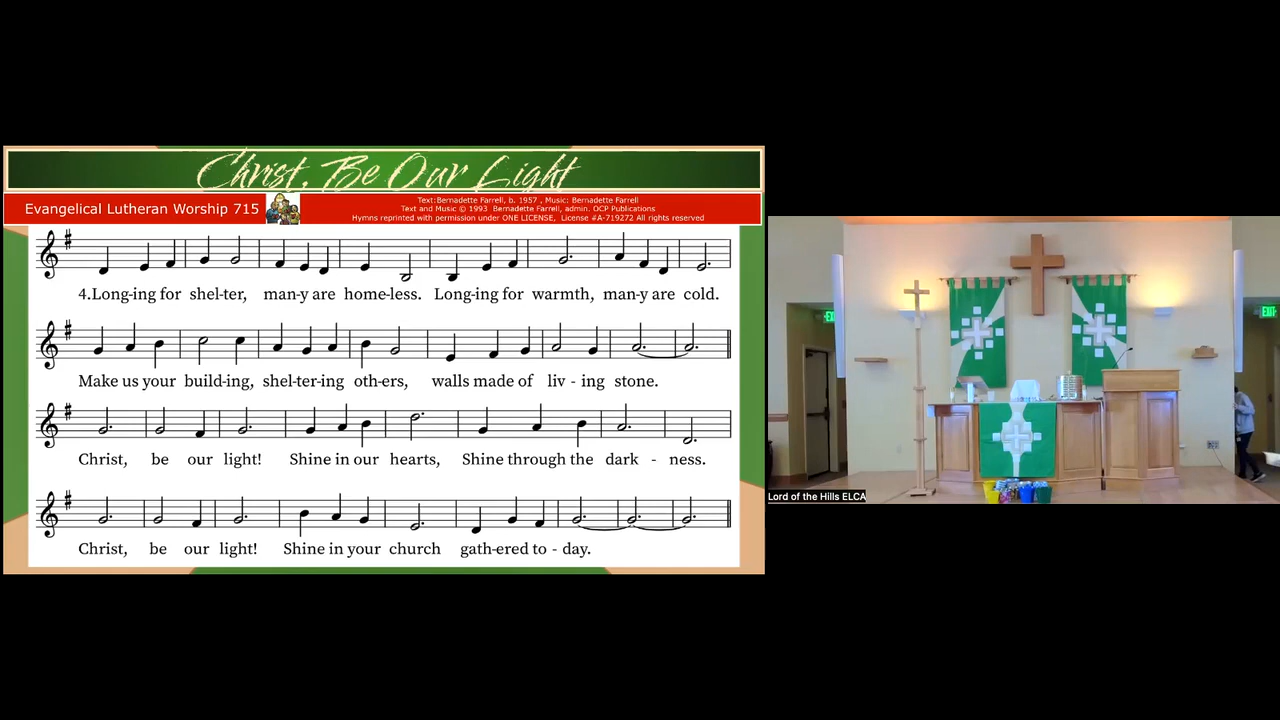 Christ, Be Our Light
Evangelical Lutheran Worship 715
Text:Bernadette Farrell, b. 1957 , Music: Bernadette Farrell
Text and Music © 1993 Bernadette Farrell, admin. OCP Publications
Hymns reprinted with permission under ONE LICENSE, License #A-719272 All rights reserved
4.Long-ing for shel-ter, man-y are home-less. Long-ing for warmth, man-y are cold.
Make us your build-ing, shel-ter-ing oth-ers, walls made of liv - ing stone.
Christ, be our light! Shine in our hearts, Shine through the dark - ness.
Christ, be our light! Shine in your church gath-ered to - day.
EXIT
EXIT
Lord of the Hills ELCA